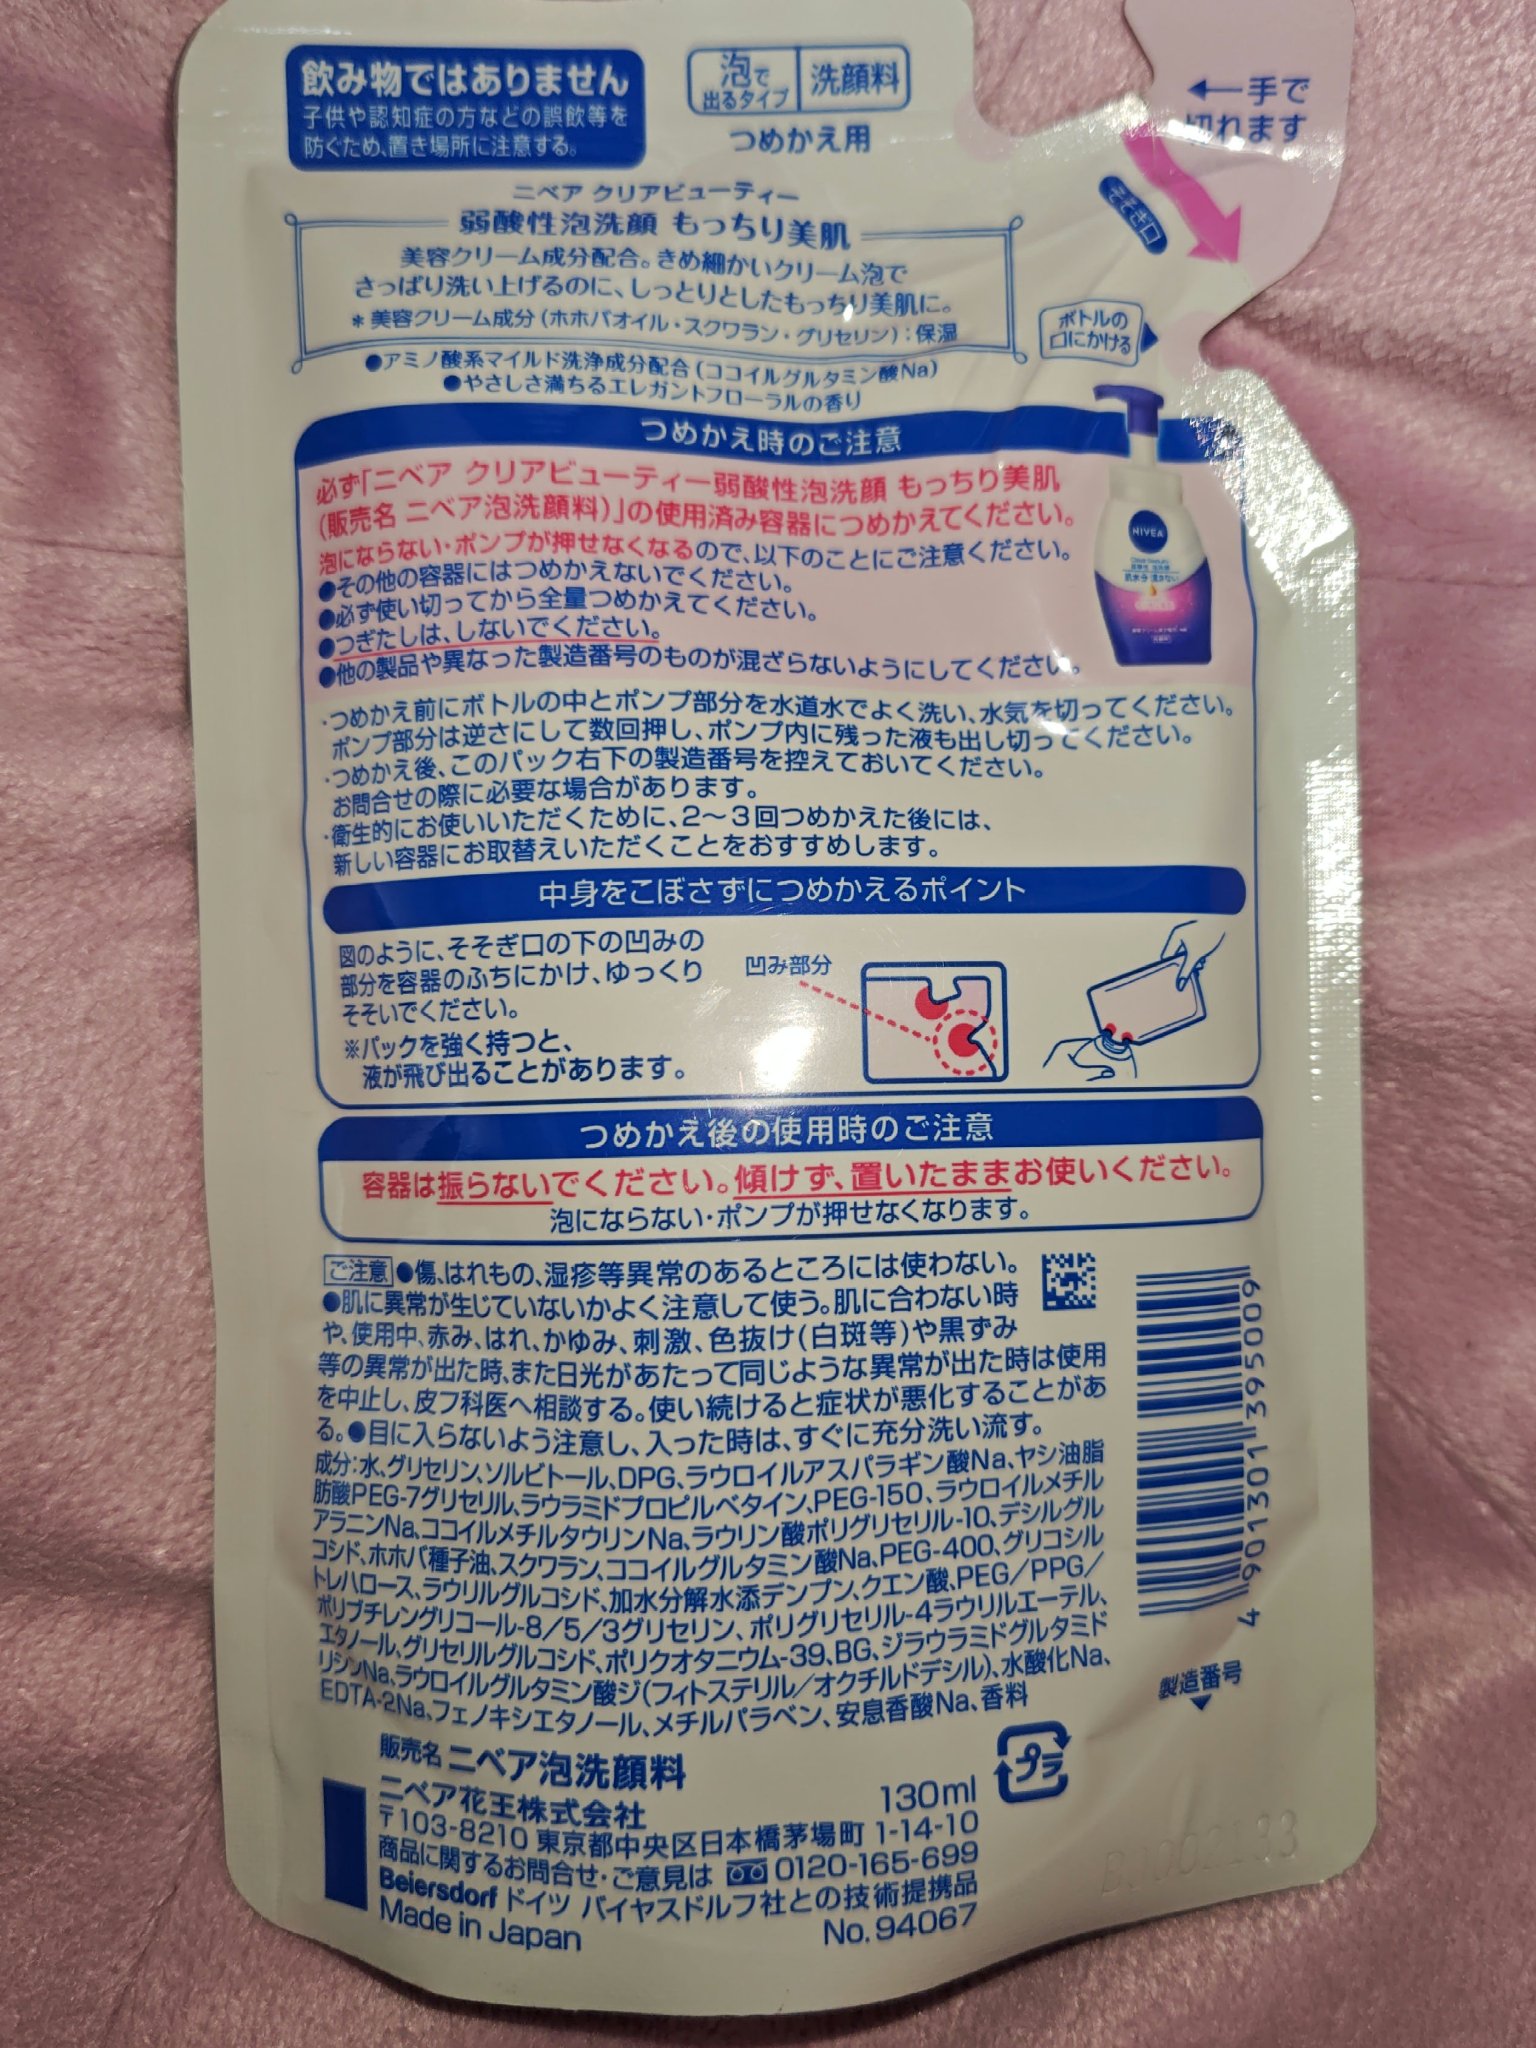 飲み物ではありません
子供や認知症の方などの誤飲等を
防ぐため、置き場所に注意する。
泡で
出るタイプ
洗顔料
つめかえ用
←手で
切れます
そそぎ口
ボトルの
口にかける
ニベア クリアビューティー
弱酸性泡洗顔 もっちり美肌
美容クリーム成分配合。きめ細かいクリーム泡で
さっぱり洗い上げるのに、しっとりとしたもっちり美肌に。
＊美容クリーム成分（ホホバオイル・スクワラン・グリセリン）：保湿
●アミノ酸系マイルド洗浄成分配合（ココイルグルタミン酸Na）
●やさしさ満ちるエレガントフローラルの香り
つめかえ時のご注意
必ず「ニベア クリアビューティー弱酸性泡洗顔 もっちり美肌
（販売名 ニベア泡洗顔料）」の使用済み容器につめかえてください。
泡にならない・ポンプが押せなくなるので、以下のことにご注意ください。
●その他の容器にはつめかえないでください。
●必ず使い切ってから全量つめかえてください。
●つぎたしは、しないでください。
●他の製品や異なった製造番号のものが混ざらないようにしてください。
NIVEA
・つめかえ前にボトルの中とポンプ部分を水道水でよく洗い、水気を切ってください。
ポンプ部分は逆さにして数回押し、ポンプ内に残った液も出し切ってください。
・つめかえ後、このパック右下の製造番号を控えておいてください。
お問合せの際に必要な場合があります。
・衛生的にお使いいただくために、2～3回つめかえた後には、
新しい容器にお取替えいただくことをおすすめします。
中身をこぼさずにつめかえるポイント
図のように、そそぎ口の下の凹みの
部分を容器のふちにかけ、ゆっくり
そそいでください。
※パックを強く持つと、
液が飛び出ることがあります。
凹み部分
つめかえ後の使用時のご注意
容器は振らないでください。傾けず、置いたままお使いください。
泡にならない・ポンプが押せなくなります。
ご注意 ●傷、はれもの、湿疹等異常のあるところには使わない。
●肌に異常が生じていないかよく注意して使う。肌に合わない時
や、使用中、赤み、はれ、かゆみ、刺激、色抜け(白斑等)や黒ずみ
等の異常が出た時、また日光があたって同じような異常が出た時は使用
を中止し、皮フ科医へ相談する。使い続けると症状が悪化することがあ
る。●目に入らないよう注意し、入った時は、すぐに充分洗い流す。
成分：水、グリセリン、ソルビトール、DPG、ラウロイルアスパラギン酸Na、ヤシ油脂
肪酸PEG-7グリセリル、ラウラミドプロピルベタイン、PEG-150、ラウロイルメチル
アラニンNa、ココイルメチルタウリンNa、ラウリン酸ポリグリセリル-10、デシルグル
コシド、ホホバ種子油、スクワラン、ココイルグルタミン酸Na、PEG-400、グリコシル
トレハロース、ラウリルグルコシド、加水分解水添デンプン、クエン酸、PEG／PPG／
ポリブチレングリコール-8／5／3グリセリン、ポリグリセリル-4ラウリルエーテル、
エタノール、グリセリルグルコシド、ポリクオタニウム-39、BG、ジラウラミドグルタミド
リシンNa、ラウロイルグルタミン酸ジ(フィトステリル／オクチルドデシル)、水酸化Na、
EDTA-2Na、フェノキシエタノール、メチルパラベン、安息香酸Na、香料
4 901301 395009
製造番号
販売名 ニベア泡洗顔料
130ml
プラ
ニベア花王株式会社
〒103-8210 東京都中央区日本橋茅場町 1-14-10
商品に関するお問合せ・ご意見は 0120-165-699
Beiersdorf ドイツ バイヤスドルフ社との技術提携品
Made in Japan
No.94067